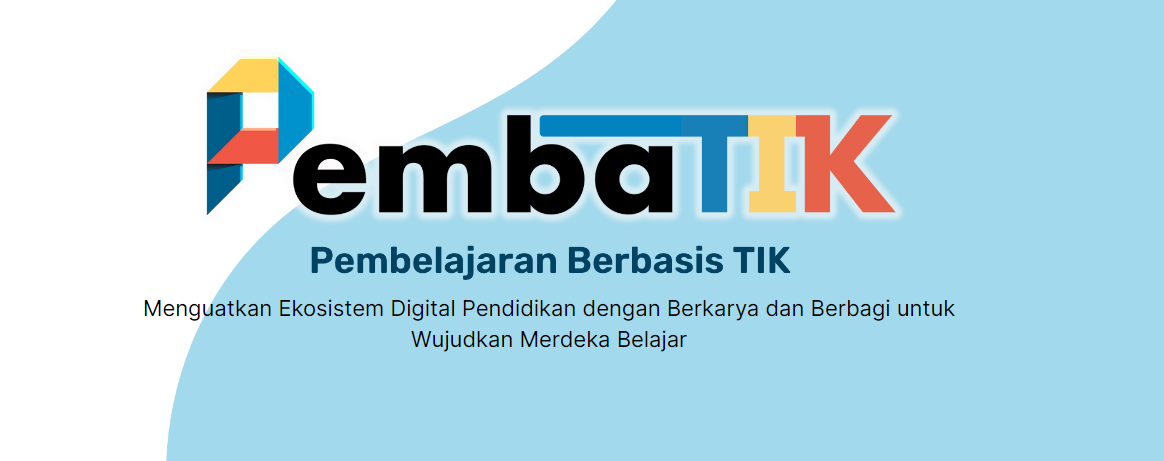 PembaTIK
Pembelajaran Berbasis TIK
Menguatkan Ekosistem Digital Pendidikan dengan Berkarya dan Berbagi untuk
Wujudkan Merdeka Belajar